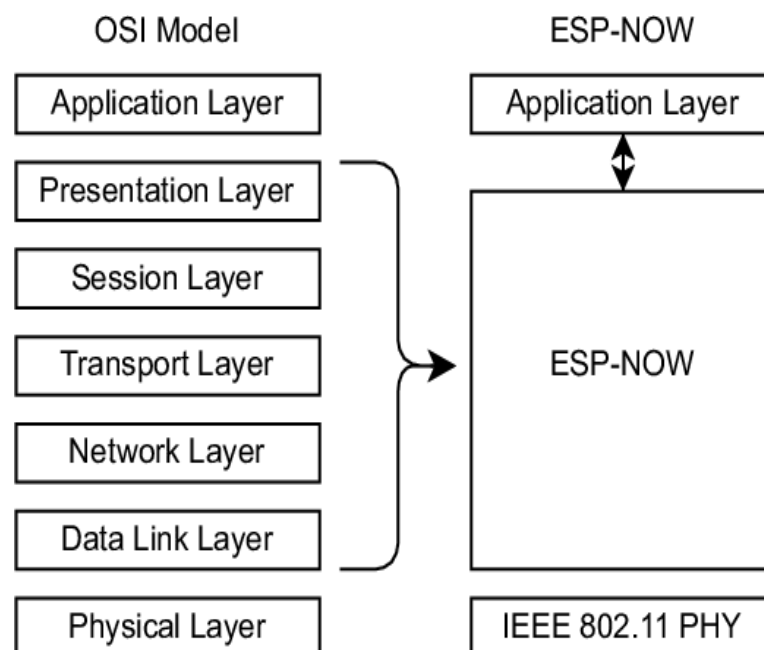 OSI Model
ESP-NOW
Application Layer
Application Layer
Presentation Layer
Session Layer
Transport Layer
ESP-NOW
Network Layer
Data Link Layer
Physical Layer
IEEE 802.11 PHY